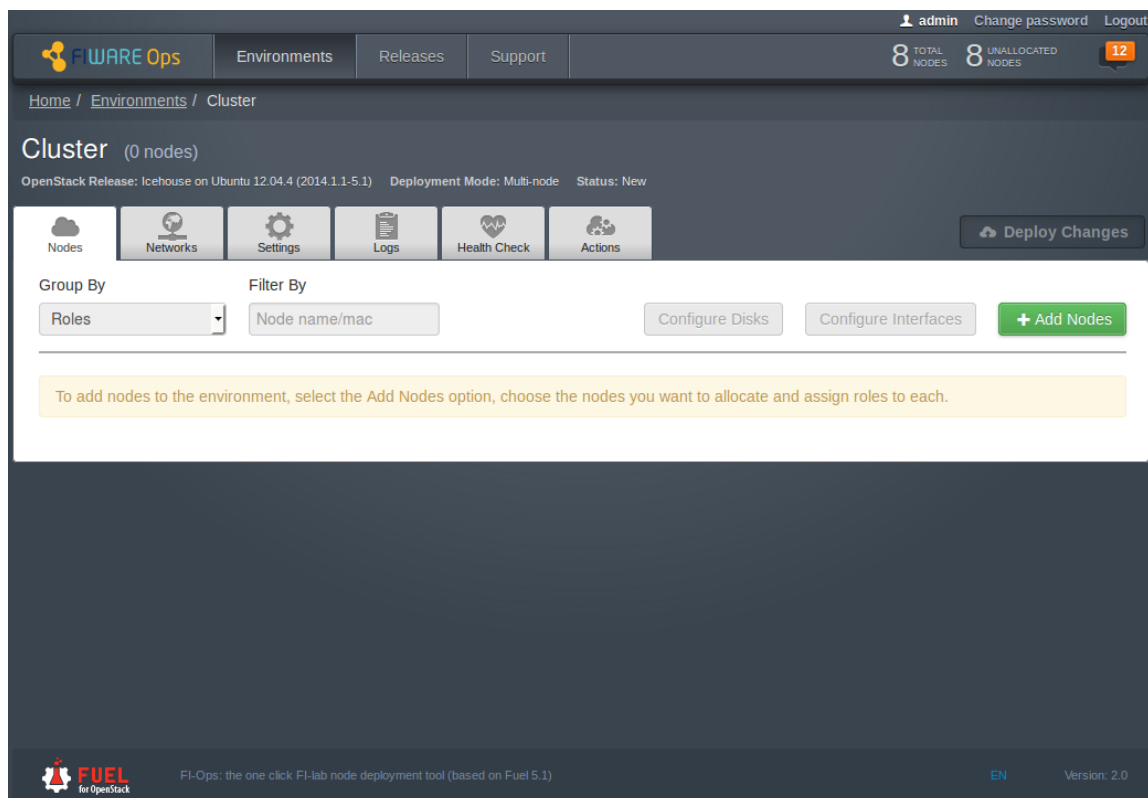 admin Change password Logout
FIWARE Ops Environments Releases Support 8 TOTAL NODES 8 UNALLOCATED NODES 12
Home / Environments / Cluster
Cluster (0 nodes)
OpenStack Release: Icehouse on Ubuntu 12.04.4 (2014.1.1-5.1) Deployment Mode: Multi-node Status: New
Nodes Networks Settings Logs Health Check Actions Deploy Changes
Group By Filter By
Roles Node name/mac Configure Disks Configure Interfaces + Add Nodes
To add nodes to the environment, select the Add Nodes option, choose the nodes you want to allocate and assign roles to each.
FUEL
for OpenStack
FI-Ops: the one click FI-lab node deployment tool (based on Fuel 5.1) EN Version: 2.0